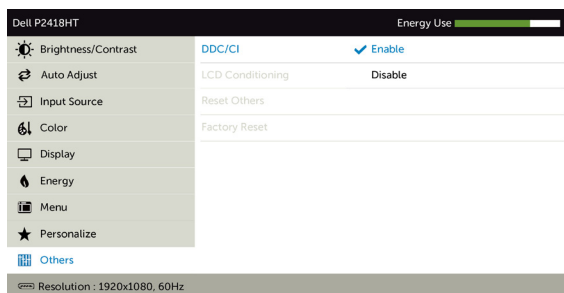 Dell P2418HT Energy Use
Brightness/Contrast DDC/CI Enable
Auto Adjust LCD Conditioning Disable
Input Source Reset Others
Color Factory Reset
Display
Energy
Menu
Personalize
Others
Resolution : 1920x1080, 60Hz